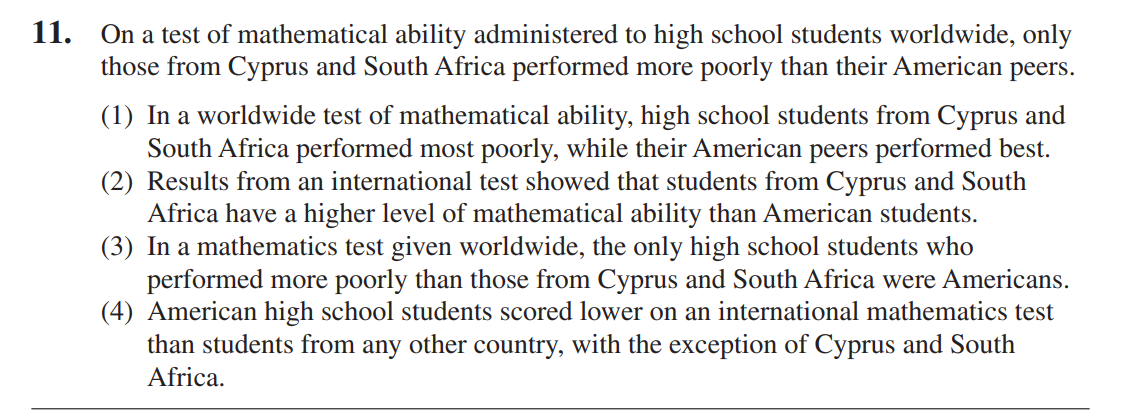 11. On a test of mathematical ability administered to high school students worldwide, only
those from Cyprus and South Africa performed more poorly than their American peers.
(1) In a worldwide test of mathematical ability, high school students from Cyprus and
South Africa performed most poorly, while their American peers performed best.
(2) Results from an international test showed that students from Cyprus and South
Africa have a higher level of mathematical ability than American students.
(3) In a mathematics test given worldwide, the only high school students who
performed more poorly than those from Cyprus and South Africa were Americans.
(4) American high school students scored lower on an international mathematics test
than students from any other country, with the exception of Cyprus and South
Africa.